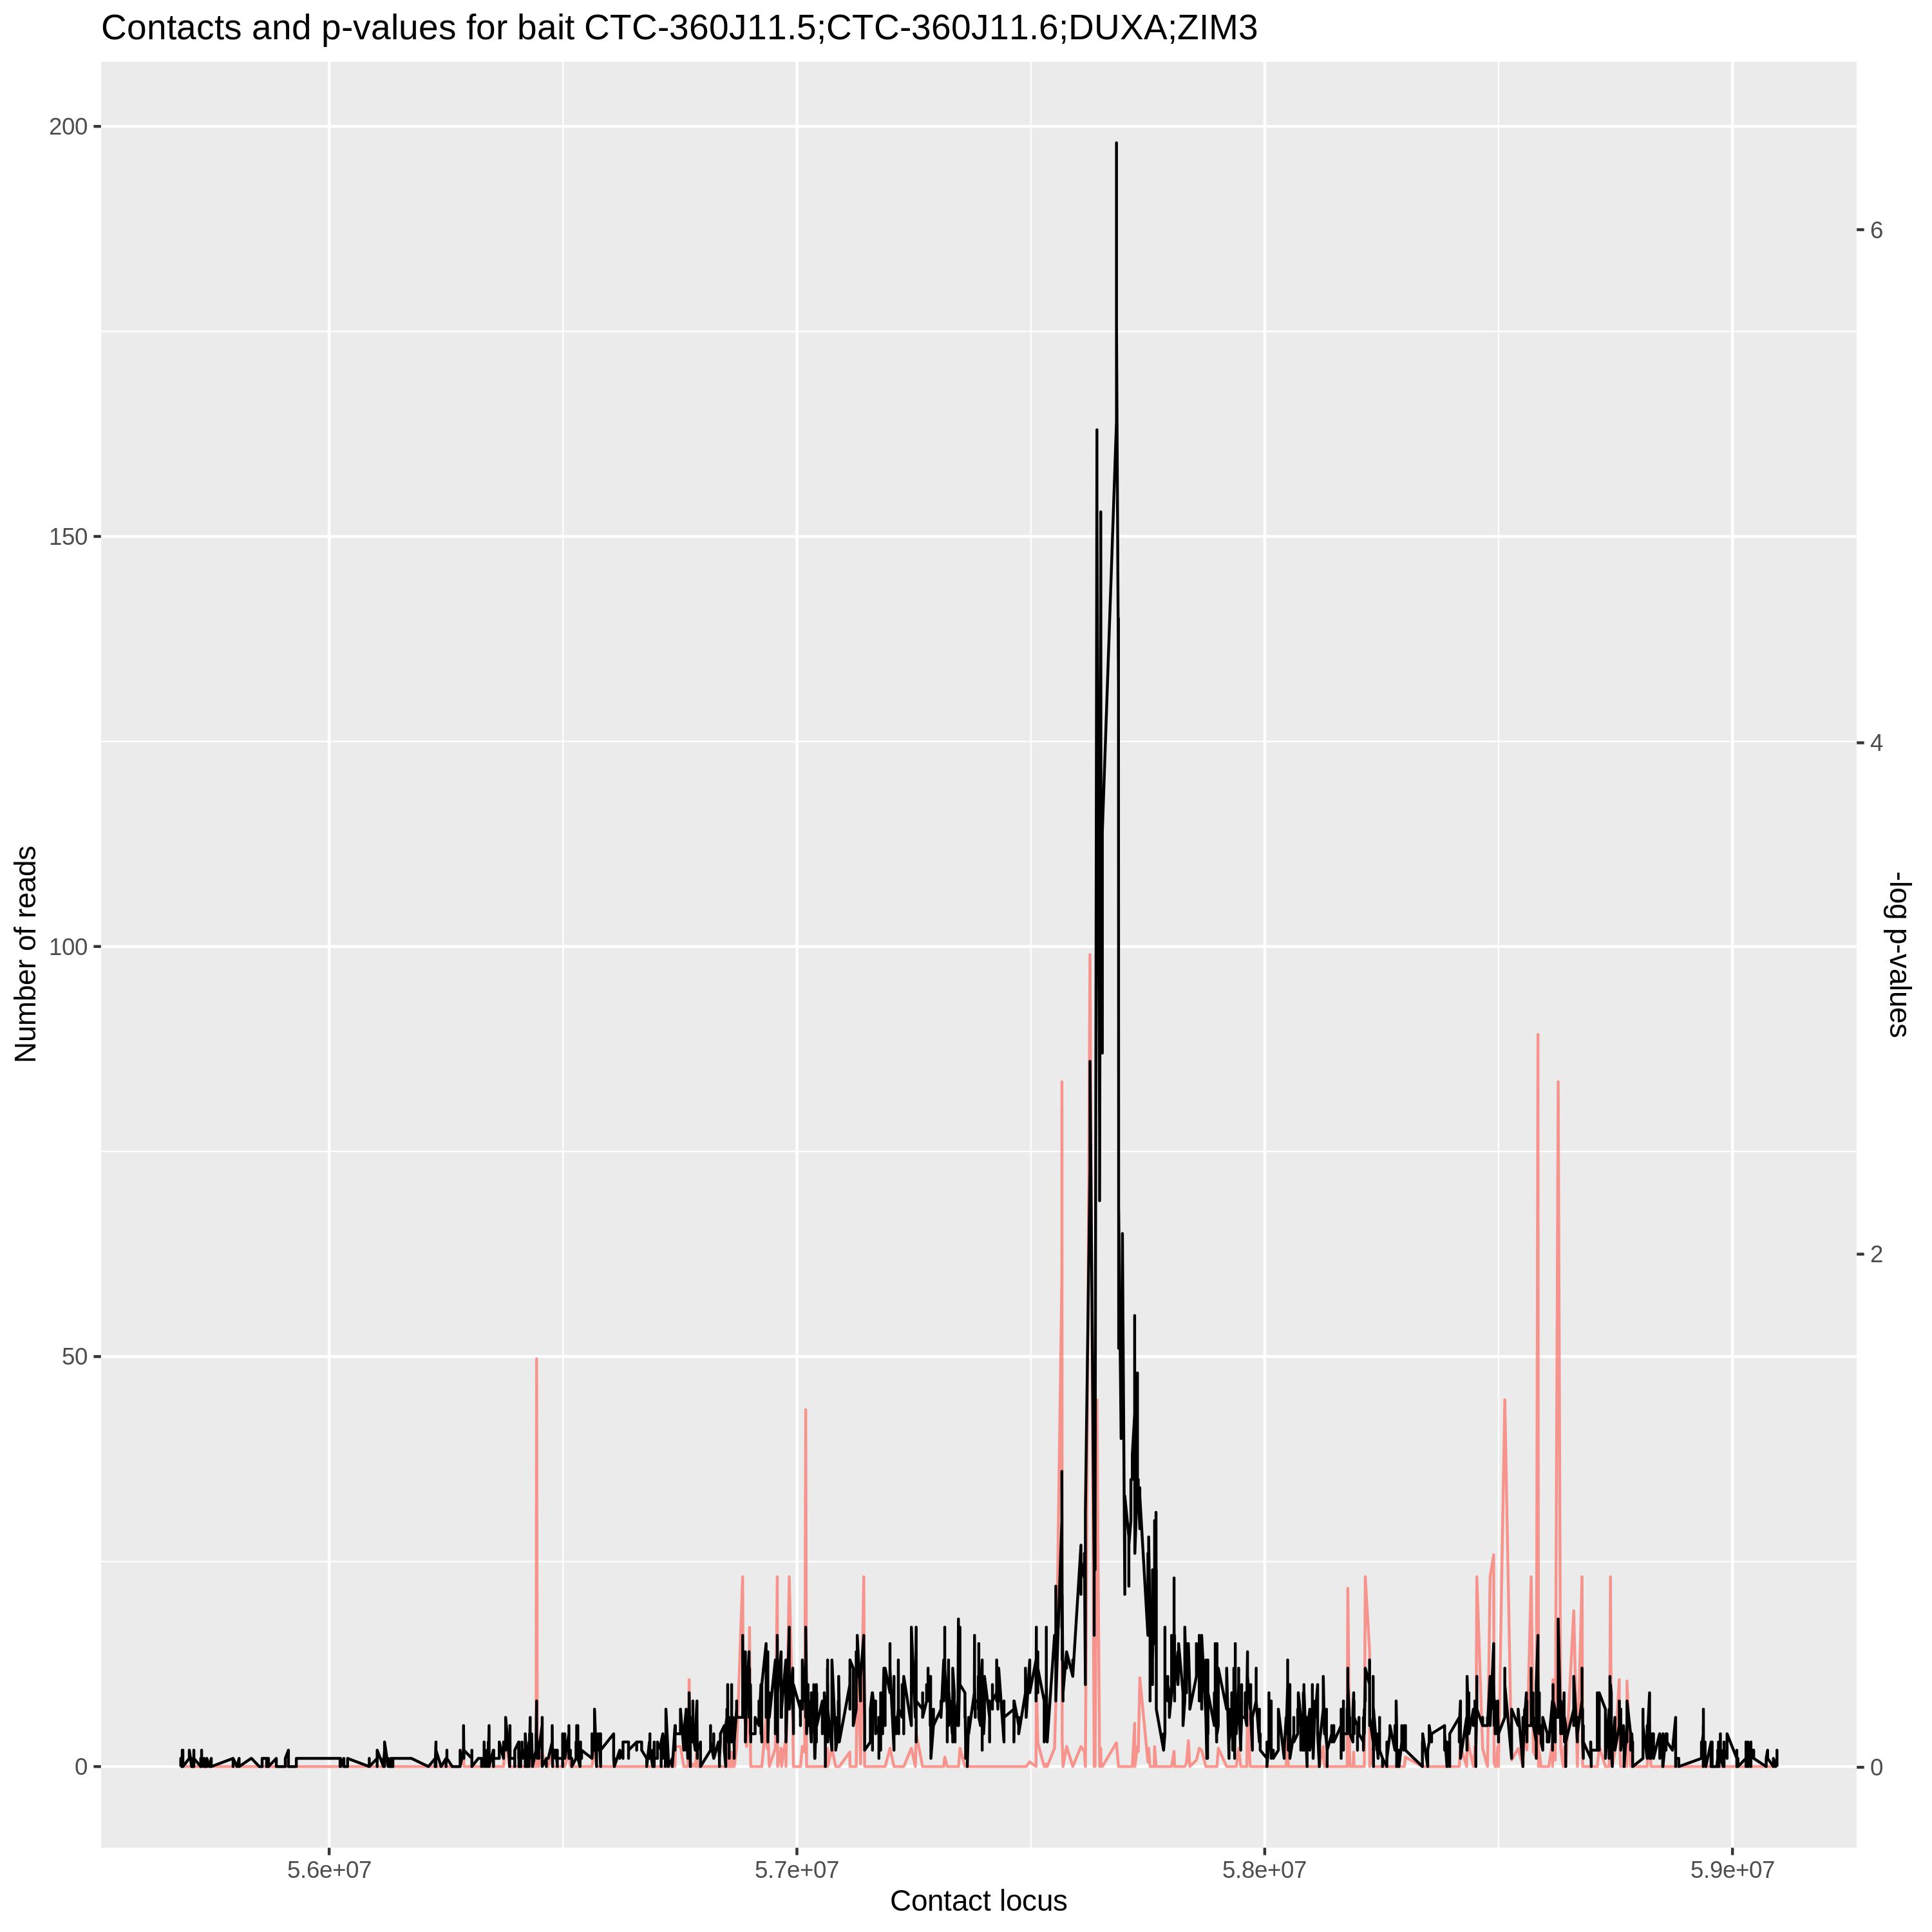 Contacts and p-values for bait CTC-360J11.5;CTC-360J11.6;DUXA;ZIM3
200
150
100
50
0
Number of reads
6
4
2
0
-log p-values
5.6e+07
5.7e+07
5.8e+07
5.9e+07
Contact locus